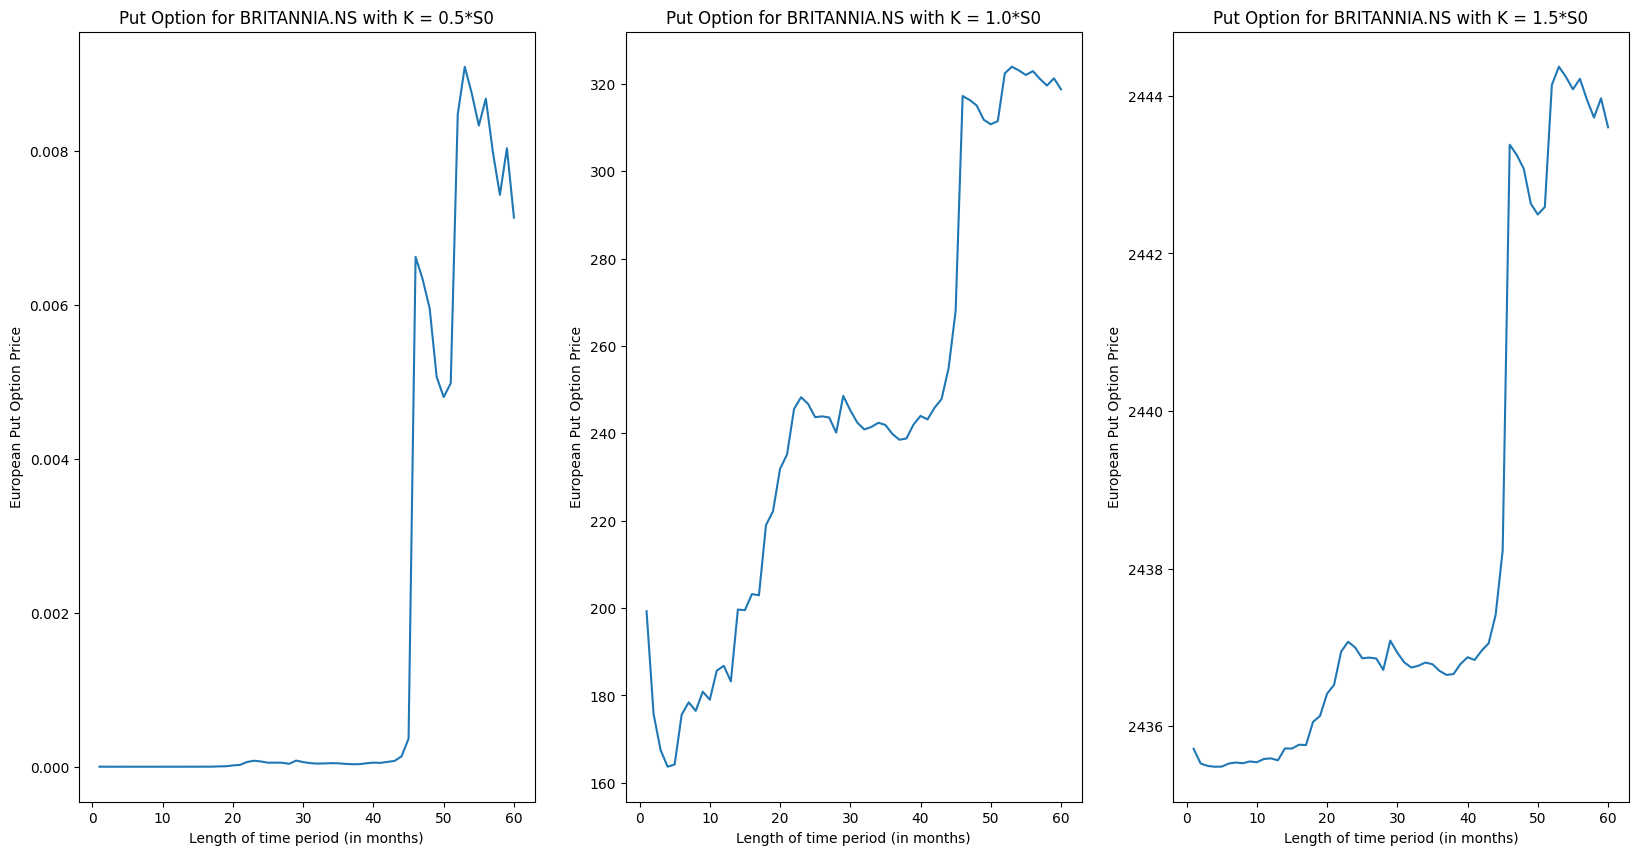 Put Option for BRITANNIA.NS with K = 0.5*S0
European Put Option Price
0.008
0.006
0.004
0.002
0.000
0 10 20 30 40 50 60
Length of time period (in months)
Put Option for BRITANNIA.NS with K = 1.0*S0
European Put Option Price
320
300
280
260
240
220
200
180
160
0 10 20 30 40 50 60
Length of time period (in months)
Put Option for BRITANNIA.NS with K = 1.5*S0
European Put Option Price
2444
2442
2440
2438
2436
0 10 20 30 40 50 60
Length of time period (in months)